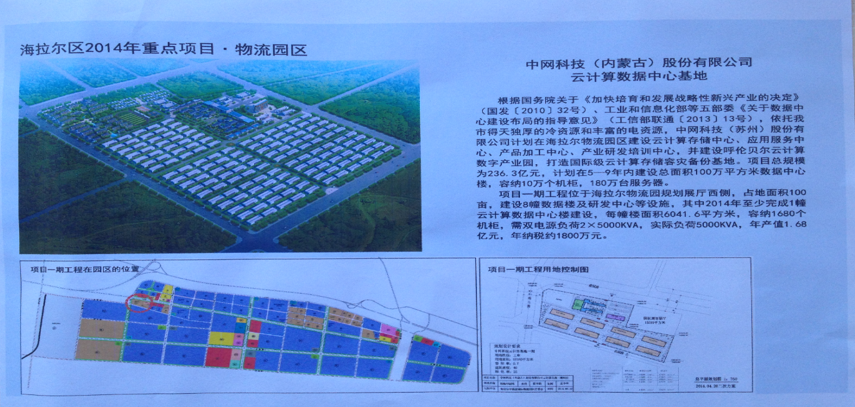 海拉尔区2014年重点项目·物流园区
中网科技（内蒙古）股份有限公司
云计算数据中心基地
根据国务院关于《加快培育和发展战略性新兴产业的决定》
（国发〔2010〕32号）、工业和信息化部等五部委《关于数据中
心建设布局的指导意见》（工信部联通〔2013〕13号），依托我
市得天独厚的冷资源和丰富的电资源，中网科技（苏州）股份有
限公司计划在海拉尔物流园区建设云计算存储中心、应用服务中
心、产品加工中心、产业研发培训中心，并建设呼伦贝尔云计算
数字产业园，打造国际级云计算存储容灾备份基地。项目总规模
为236.3亿元，计划在5—9年内建设总面积100万平方米数据中心
楼，容纳10万个机柜，180万台服务器。
项目一期工程位于海拉尔物流园规划展厅西侧，占地面积100
亩，建设8幢数据楼及研发中心等设施，其中2014年至少完成1幢
云计算数据中心楼建设，每幢楼面积6041.6平方米，容纳1680个
机柜，需双电源负荷2×5000KVA，实际负荷5000KVA，年产值1.68
亿元，年纳税约1800万元。
项目一期工程在园区的位置
项目一期工程用地控制图